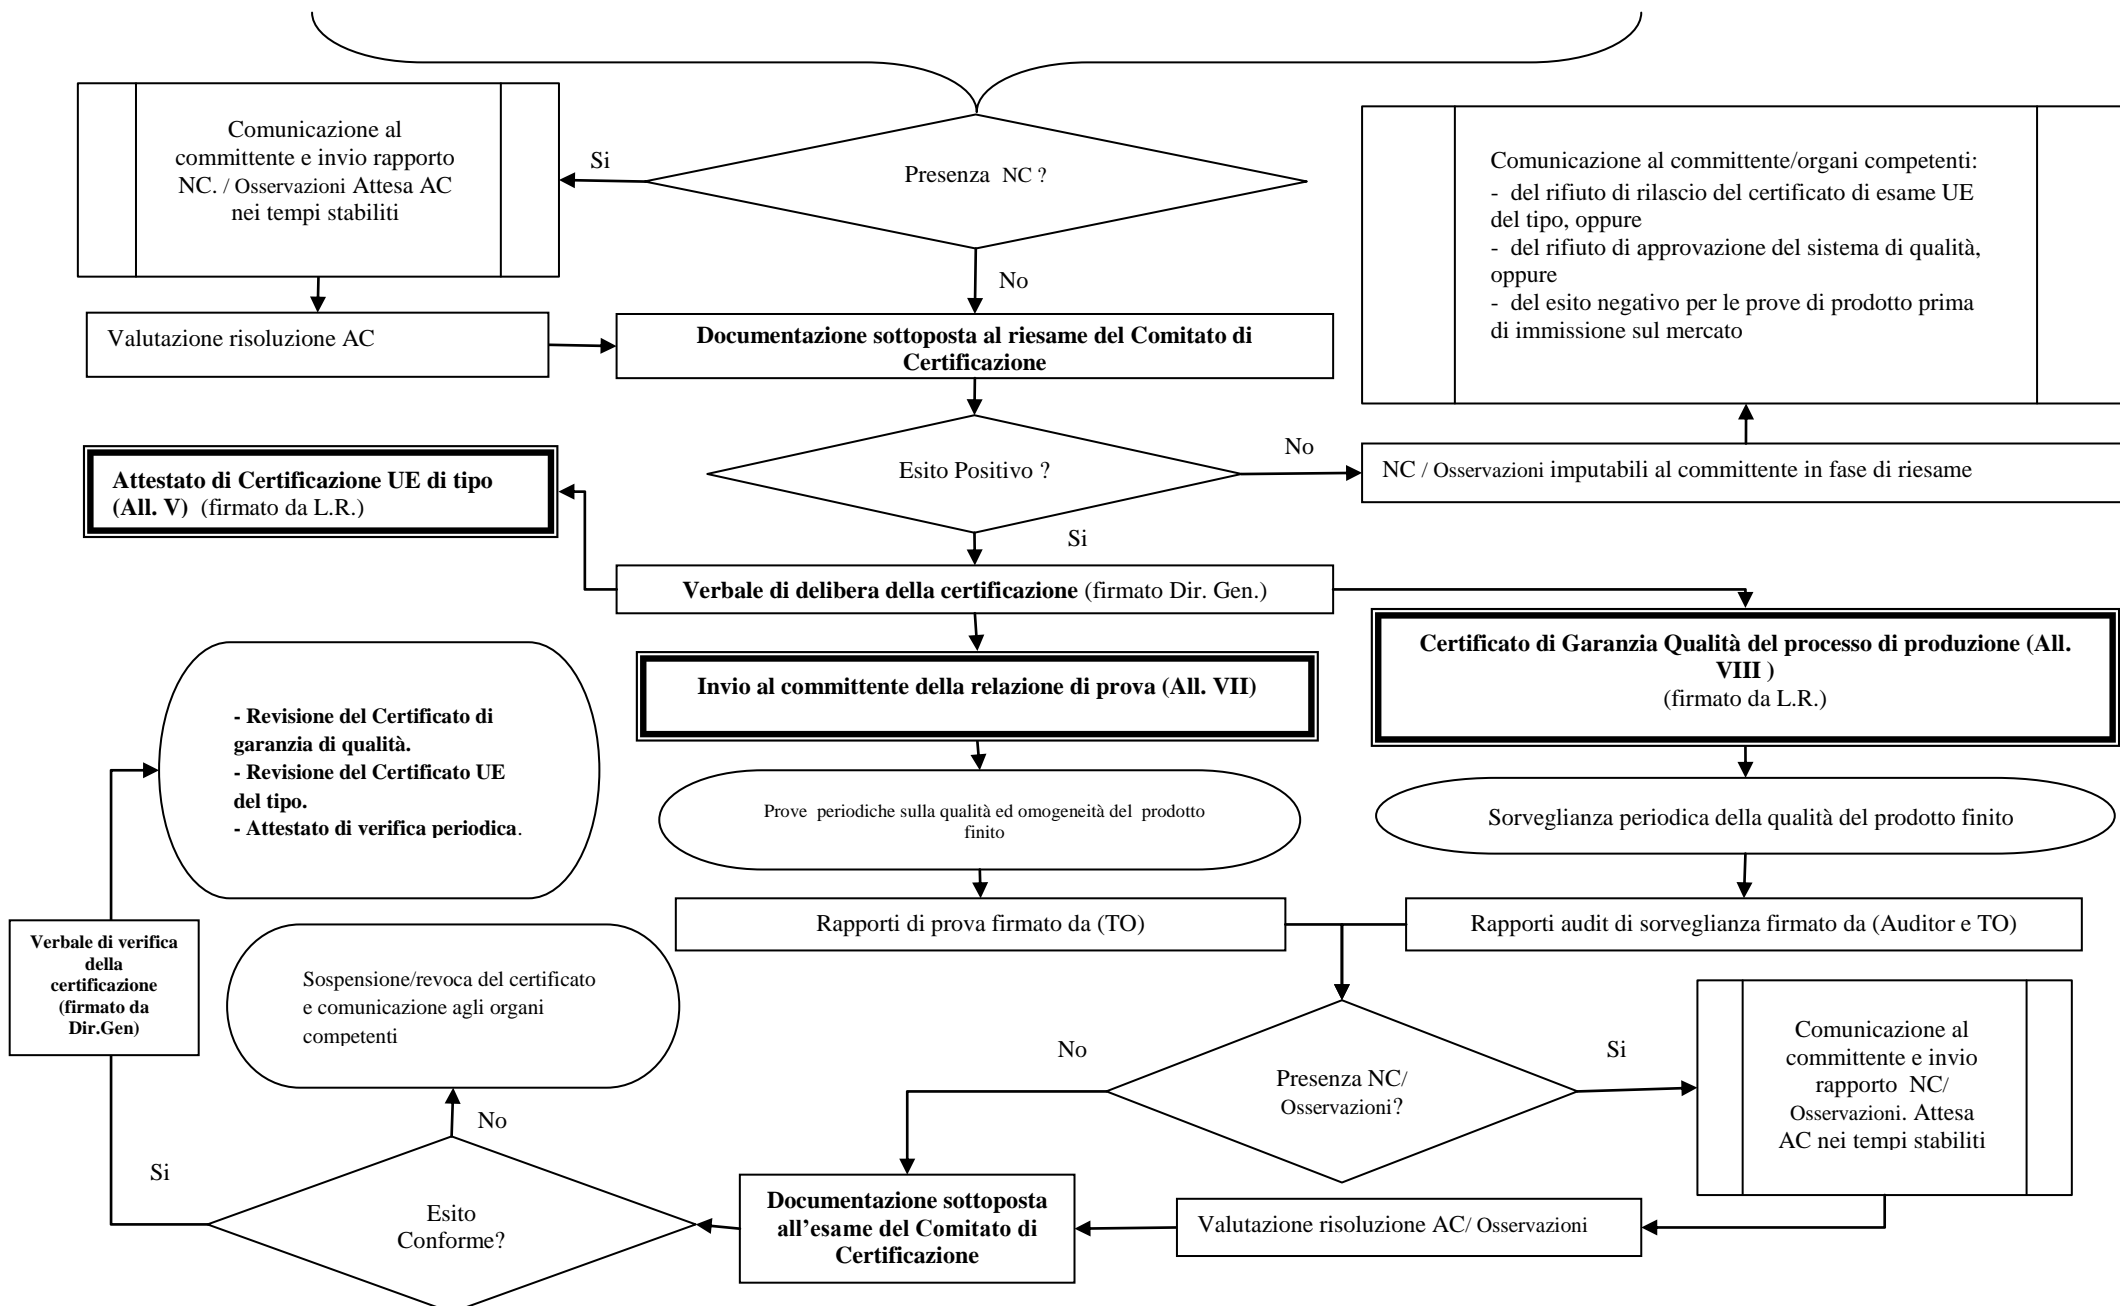 Comunicazione al
committente e invio rapporto
NC. / Osservazioni Attesa AC
nei tempi stabiliti
Si
Presenza NC ?
Comunicazione al committente/organi competenti:
- del rifiuto di rilascio del certificato di esame UE
del tipo, oppure
- del rifiuto di approvazione del sistema di qualità,
oppure
- del esito negativo per le prove di prodotto prima
di immissione sul mercato
No
Valutazione risoluzione AC
Documentazione sottoposta al riesame del Comitato di
Certificazione
Attestato di Certificazione UE di tipo
(All. V) (firmato da L.R.)
Esito Positivo ?
No
NC / Osservazioni imputabili al committente in fase di riesame
Si
Verbale di delibera della certificazione (firmato Dir. Gen.)
Certificato di Garanzia Qualità del processo di produzione (All.
VIII )
(firmato da L.R.)
Invio al committente della relazione di prova (All. VII)
- Revisione del Certificato di
garanzia di qualità.
- Revisione del Certificato UE
del tipo.
- Attestato di verifica periodica.
Prove periodiche sulla qualità ed omogeneità del prodotto
finito
Sorveglianza periodica della qualità del prodotto finito
Rapporti di prova firmato da (TO)
Rapporti audit di sorveglianza firmato da (Auditor e TO)
Verbale di verifica
della
certificazione
(firmato da
Dir.Gen)
Sospensione/revoca del certificato
e comunicazione agli organi
competenti
No
Presenza NC/
Osservazioni?
Si
Comunicazione al
committente e invio
rapporto NC/
Osservazioni. Attesa
AC nei tempi stabiliti
No
Si
Esito
Conforme?
Documentazione sottoposta
all’esame del Comitato di
Certificazione
Valutazione risoluzione AC/ Osservazioni